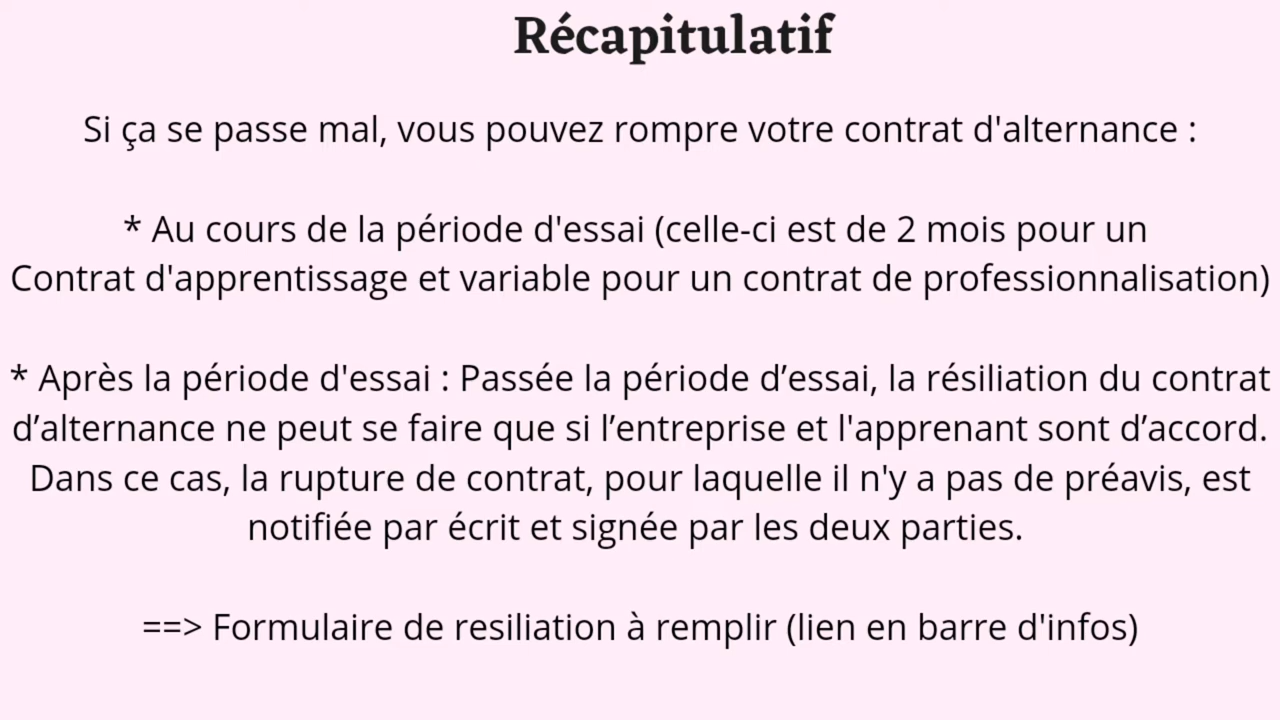 Récapitulatif
Si ça se passe mal, vous pouvez rompre votre contrat d'alternance :
* Au cours de la période d'essai (celle-ci est de 2 mois pour un
Contrat d'apprentissage et variable pour un contrat de professionnalisation)
* Après la période d'essai : Passée la période d’essai, la résiliation du contrat
d’alternance ne peut se faire que si l’entreprise et l'apprenant sont d’accord.
Dans ce cas, la rupture de contrat, pour laquelle il n'y a pas de préavis, est
notifiée par écrit et signée par les deux parties.
==> Formulaire de resiliation à remplir (lien en barre d'infos)